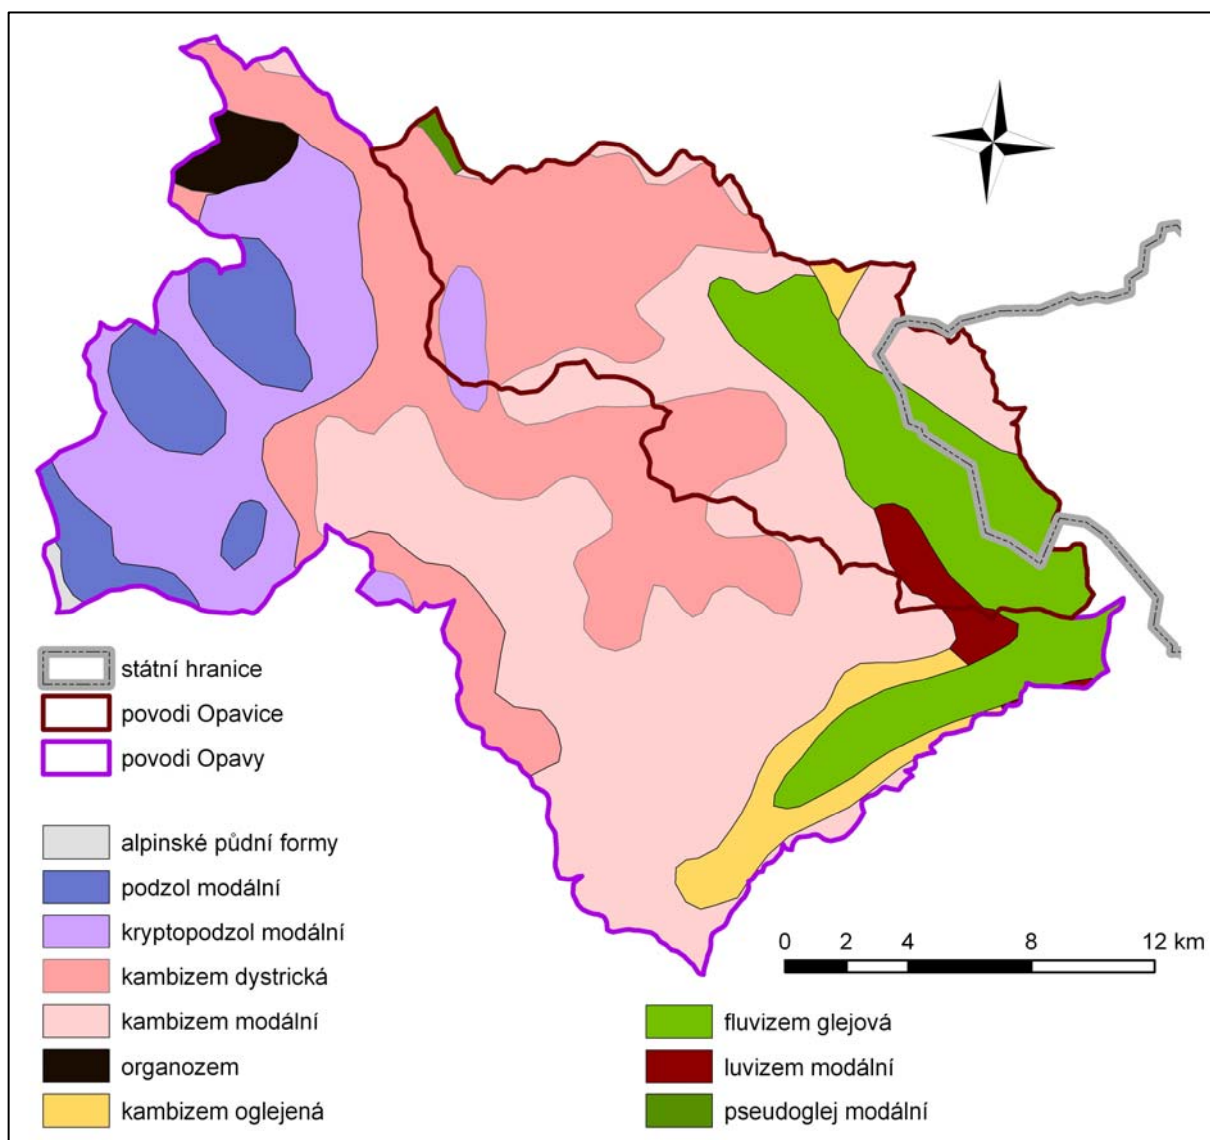 státní hranice
povodi Opavice
povodi Opavy
alpinské půdní formy
podzol modální
kryptopodzol modální
kambizem dystrická
kambizem modální
organozem
kambizem oglejená
0 2 4 8 12 km
fluvizem glejová
luvizem modální
pseudoglej modální